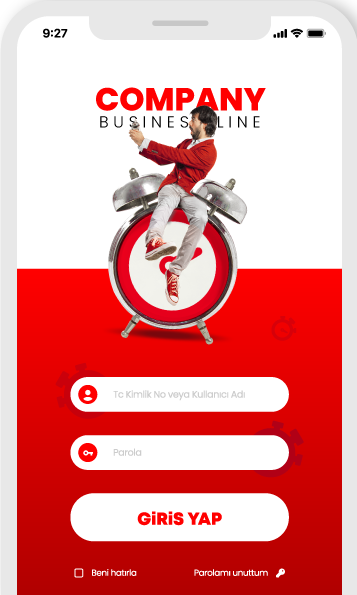 9:27
COMPANY
BUSINESS LINE
Tc Kimlik No veya Kullanıcı Adı
Parola
GiRiS YAP
Beni hatırla
Parolamı unuttum